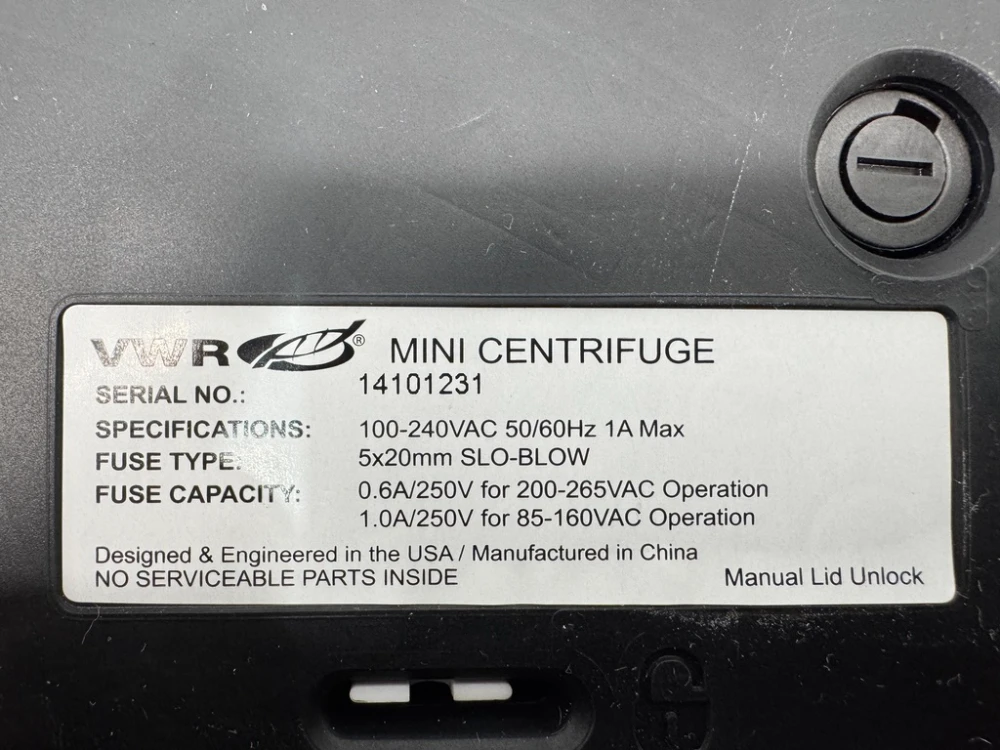 VWR® MINI CENTRIFUGE
SERIAL NO.: 14101231
SPECIFICATIONS: 100-240VAC 50/60Hz 1A Max
FUSE TYPE: 5x20mm SLO-BLOW
FUSE CAPACITY: 0.6A/250V for 200-265VAC Operation
1.0A/250V for 85-160VAC Operation
Designed & Engineered in the USA / Manufactured in China
NO SERVICEABLE PARTS INSIDE Manual Lid Unlock